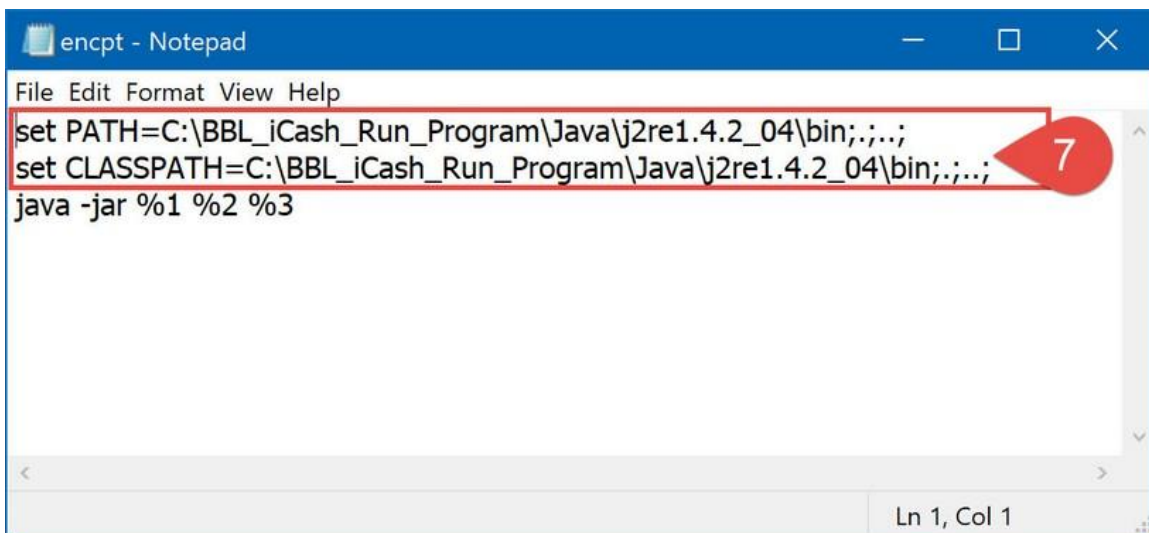 encpt - Notepad
File Edit Format View Help
set PATH=C:\BBL_iCash_Run_Program\Java\j2re1.4.2_04\bin;.;..;
set CLASSPATH=C:\BBL_iCash_Run_Program\Java\j2re1.4.2_04\bin;.;..;
7
java -jar %1 %2 %3
Ln 1, Col 1